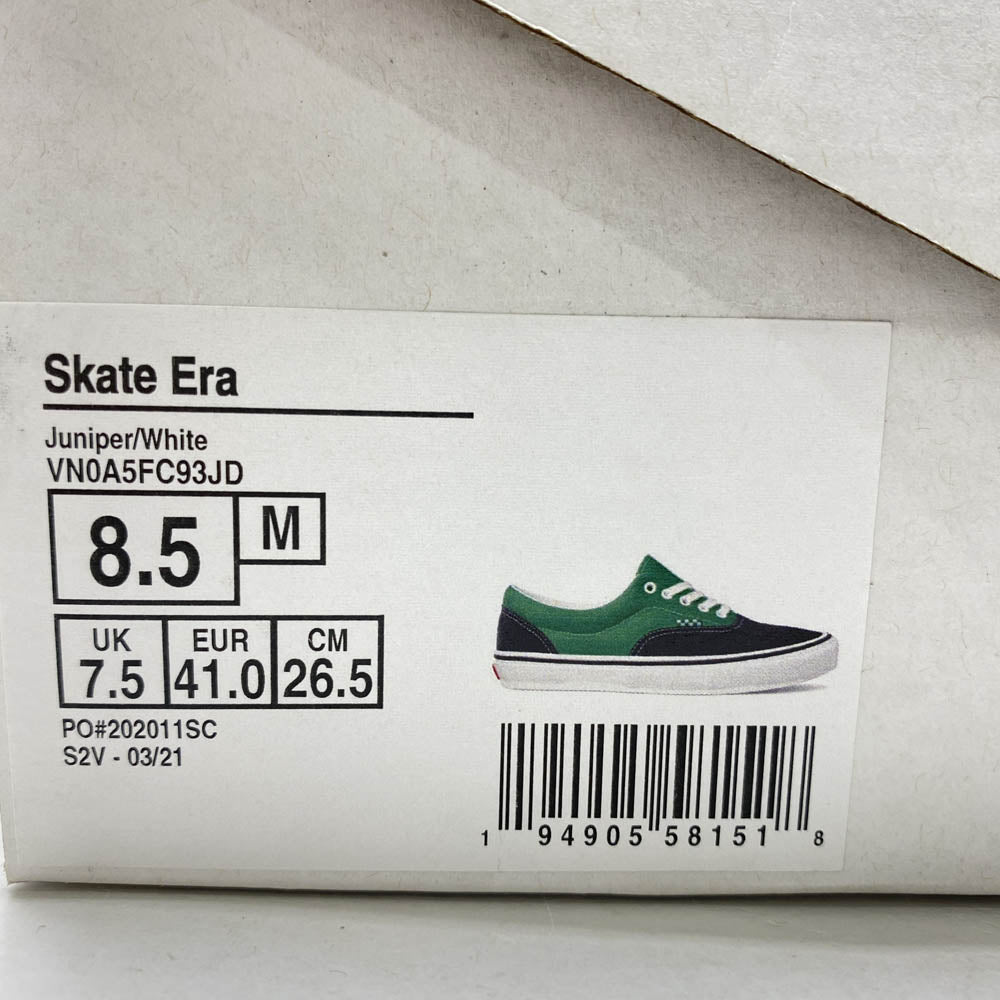 Skate Era
Juniper/White
VN0A5FC93JD
8.5 M
UK EUR CM
7.5 41.0 26.5
PO#202011SC
S2V - 03/21
1 94905 58151 8